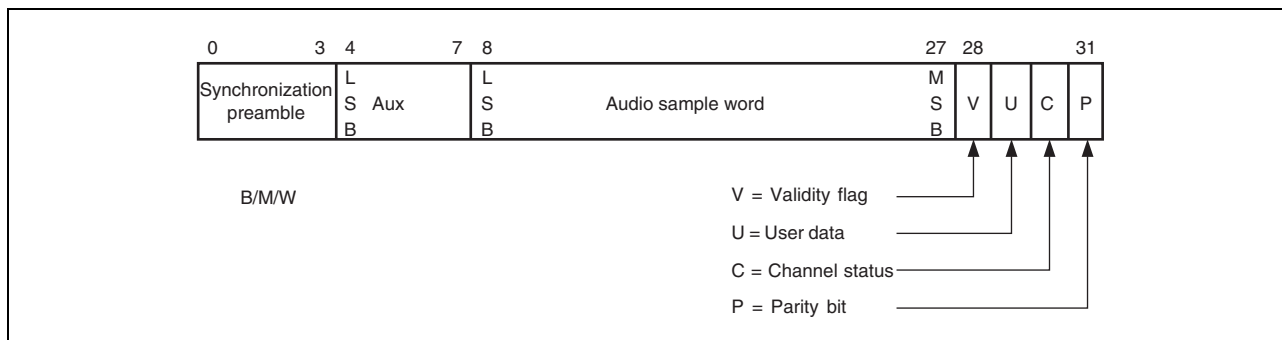 0 3 4 7 8 27 28 31
Synchronization
preamble
L
S
B
Aux
L
S
B
Audio sample word
M
S
B
V
U
C
P
B/M/W
V = Validity flag
U = User data
C = Channel status
P = Parity bit